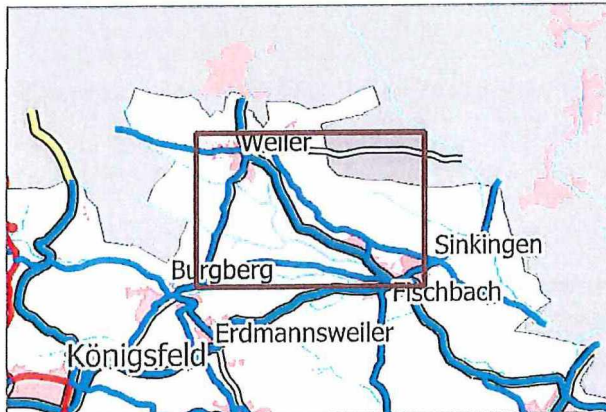 Weiler
Sinkingen
Burgberg
Fischbach
Erdmannsweiler
Königsfeld